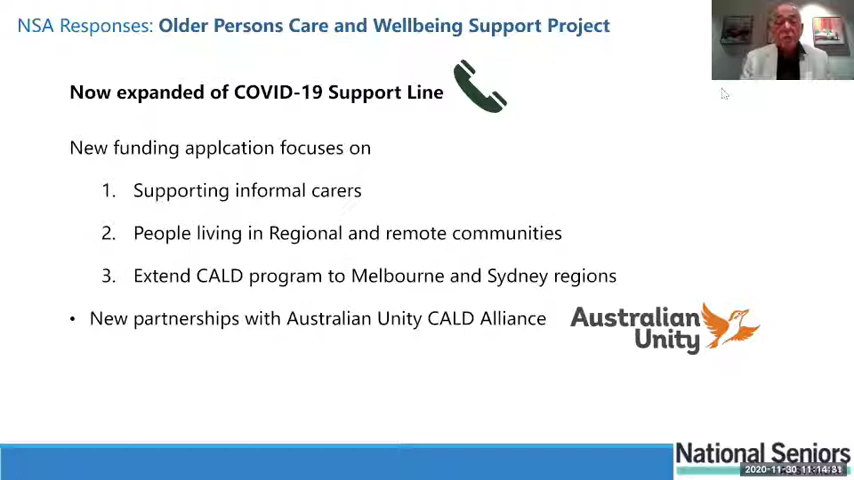 NSA Responses: Older Persons Care and Wellbeing Support Project
Now expanded of COVID-19 Support Line
New funding applcation focuses on
1. Supporting informal carers
2. People living in Regional and remote communities
3. Extend CALD program to Melbourne and Sydney regions
• New partnerships with Australian Unity CALD Alliance
Australian
Unity
National Seniors
2020-11-30 11:14:31